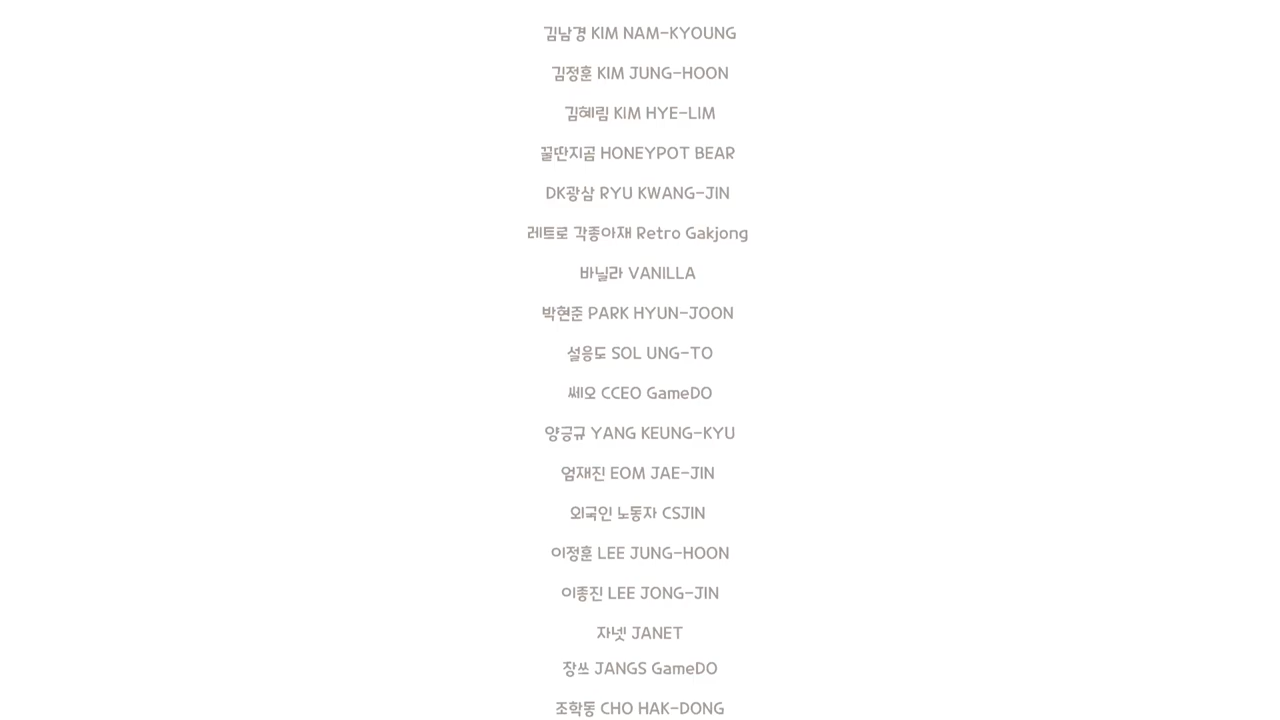 김남경 KIM NAM-KYOUNG
김정훈 KIM JUNG-HOON
김혜림 KIM HYE-LIM
꿀딴지곰 HONEYPOT BEAR
DK광삼 RYU KWANG-JIN
레트로 각종아재 Retro Gakjong
바닐라 VANILLA
박현준 PARK HYUN-JOON
설응도 SOL UNG-TO
쎄오 CCEO GameDO
양긍규 YANG KEUNG-KYU
엄재진 EOM JAE-JIN
외국인 노동자 CSJIN
이정훈 LEE JUNG-HOON
이종진 LEE JONG-JIN
자넷 JANET
장쓰 JANGS GameDO
조학동 CHO HAK-DONG